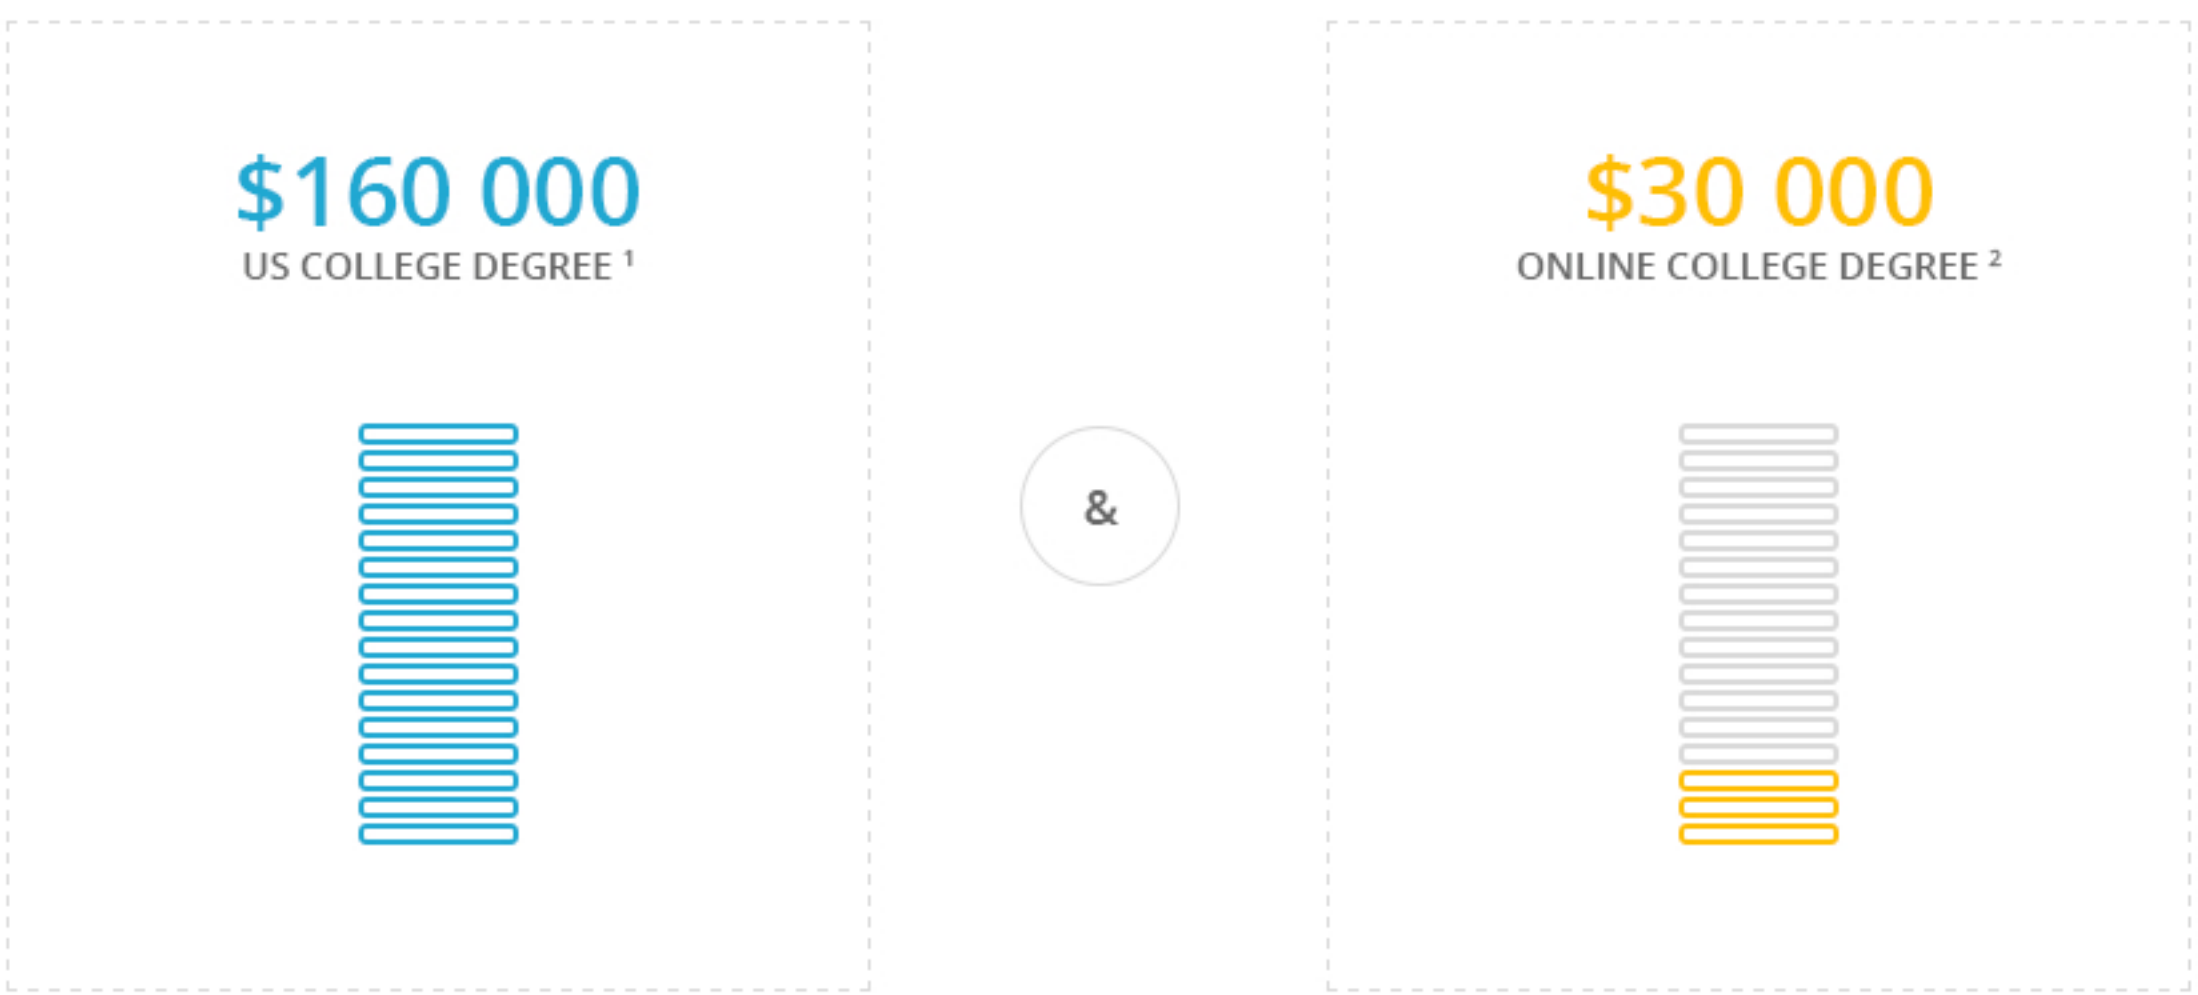 $160 000
US COLLEGE DEGREE ¹
&
$30 000
ONLINE COLLEGE DEGREE ²